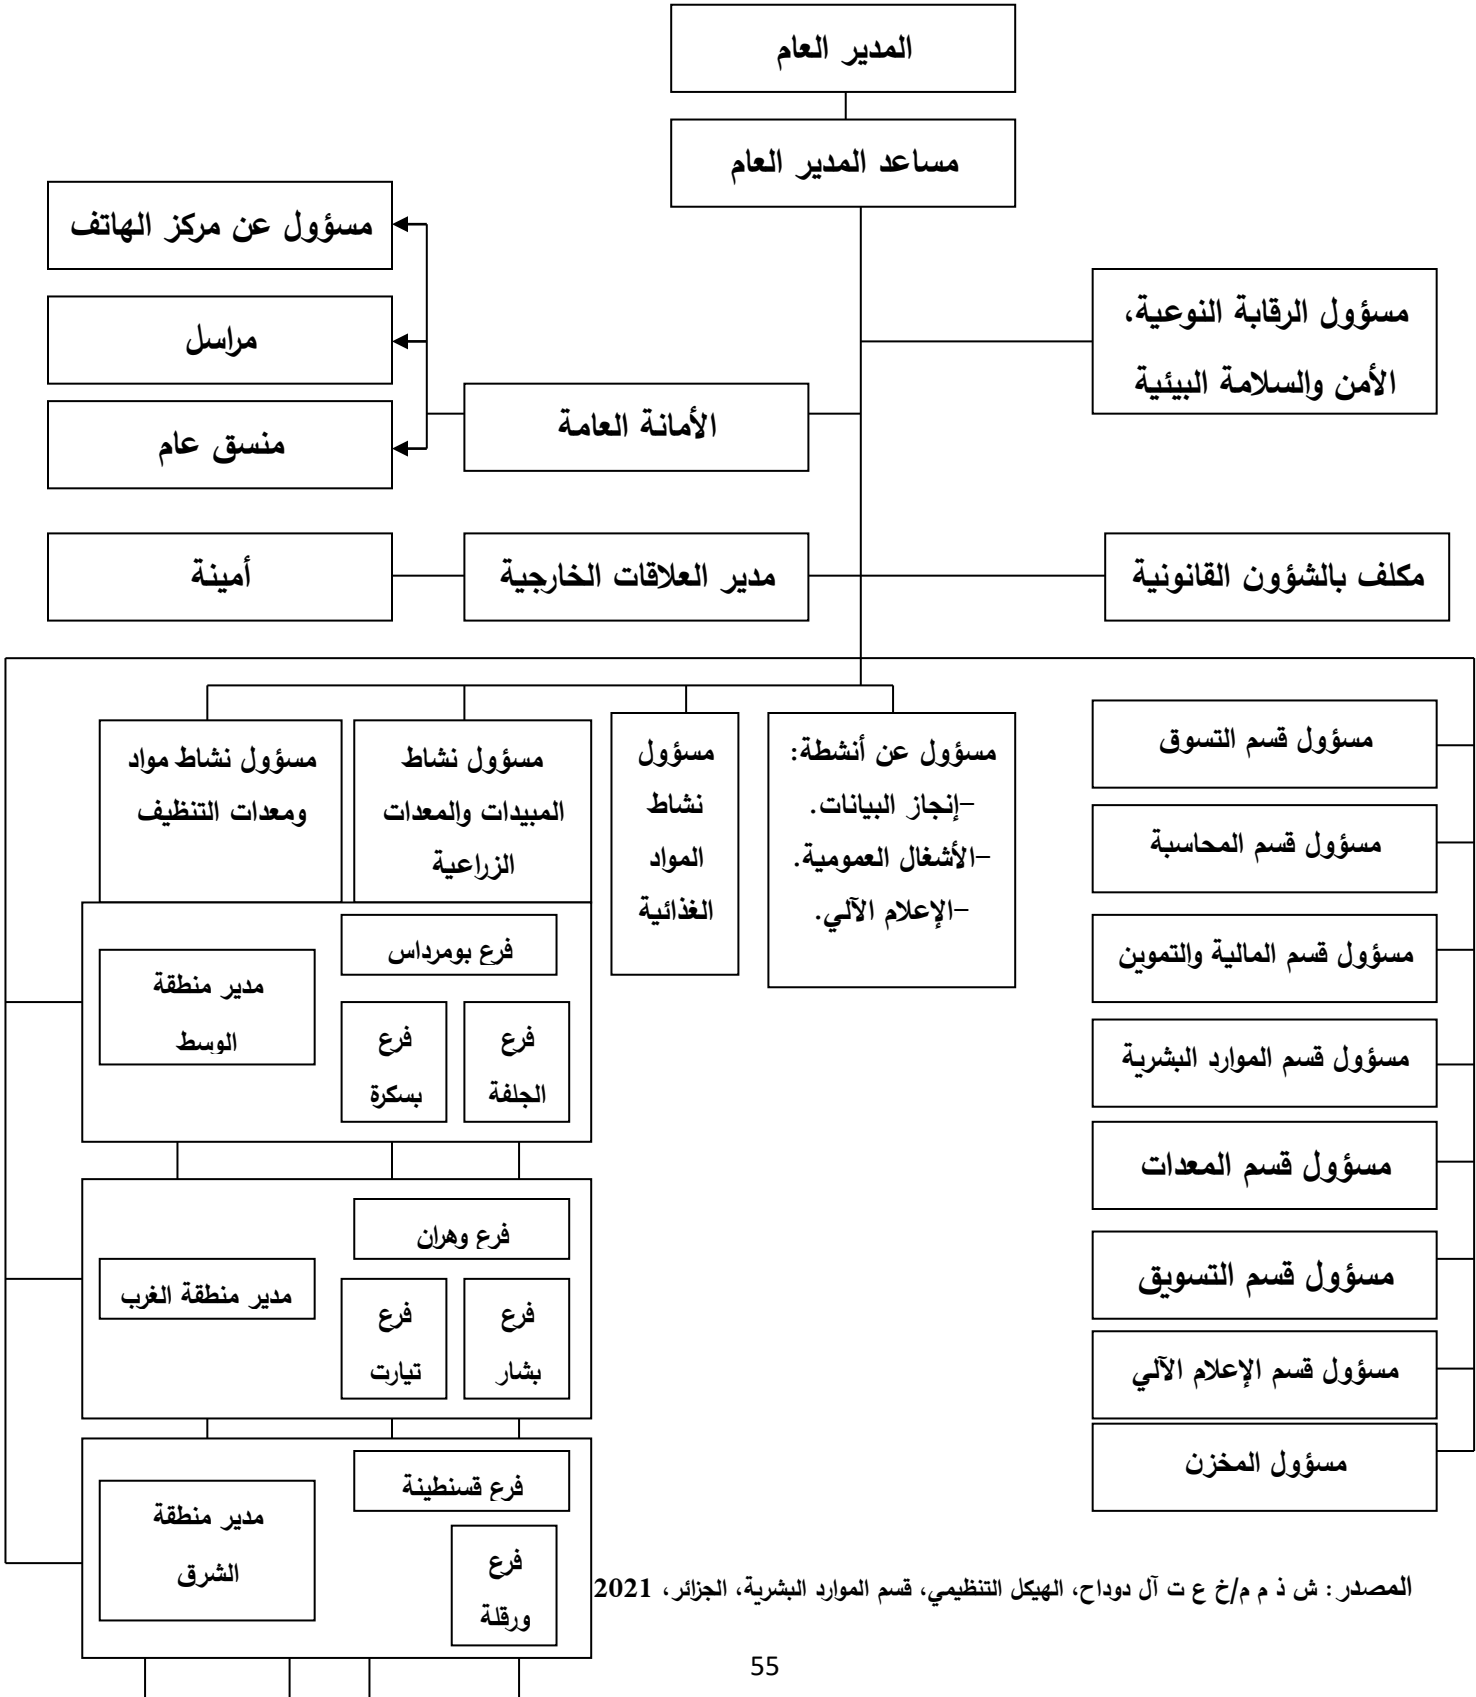 المدير العام
مساعد المدير العام
مسؤول عن مركز الهاتف
مراسل
منسق عام
الأمانة العامة
مسؤول الرقابة النوعية،
الأمن والسلامة البيئية
مكلف بالشؤون القانونية
مدير العلاقات الخارجية
أمينة
مسؤول قسم التسوق
مسؤول قسم المحاسبة
مسؤول قسم المالية والتموين
مسؤول قسم الموارد البشرية
مسؤول قسم المعدات
مسؤول قسم التسويق
مسؤول قسم الإعلام الآلي
مسؤول المخزن
مسؤول عن أنشطة:
-إنجاز البيانات.
-الأشغال العمومية.
-الإعلام الآلي.
مسؤول
نشاط
المواد
الغذائية
مسؤول نشاط
المبيدات والمعدات
الزراعية
مسؤول نشاط مواد
ومعدات التنظيف
فرع بومرداس
فرع
الجلفة
فرع
بسكرة
مدير منطقة
الوسط
فرع وهران
فرع
بشار
فرع
تيارت
مدير منطقة الغرب
فرع قسنطينة
فرع
ورقلة
مدير منطقة
الشرق
المصدر: ش ذ م م/خ ع ت آل دوداح، الهيكل التنظيمي، قسم الموارد البشرية، الجزائر، 2021
55